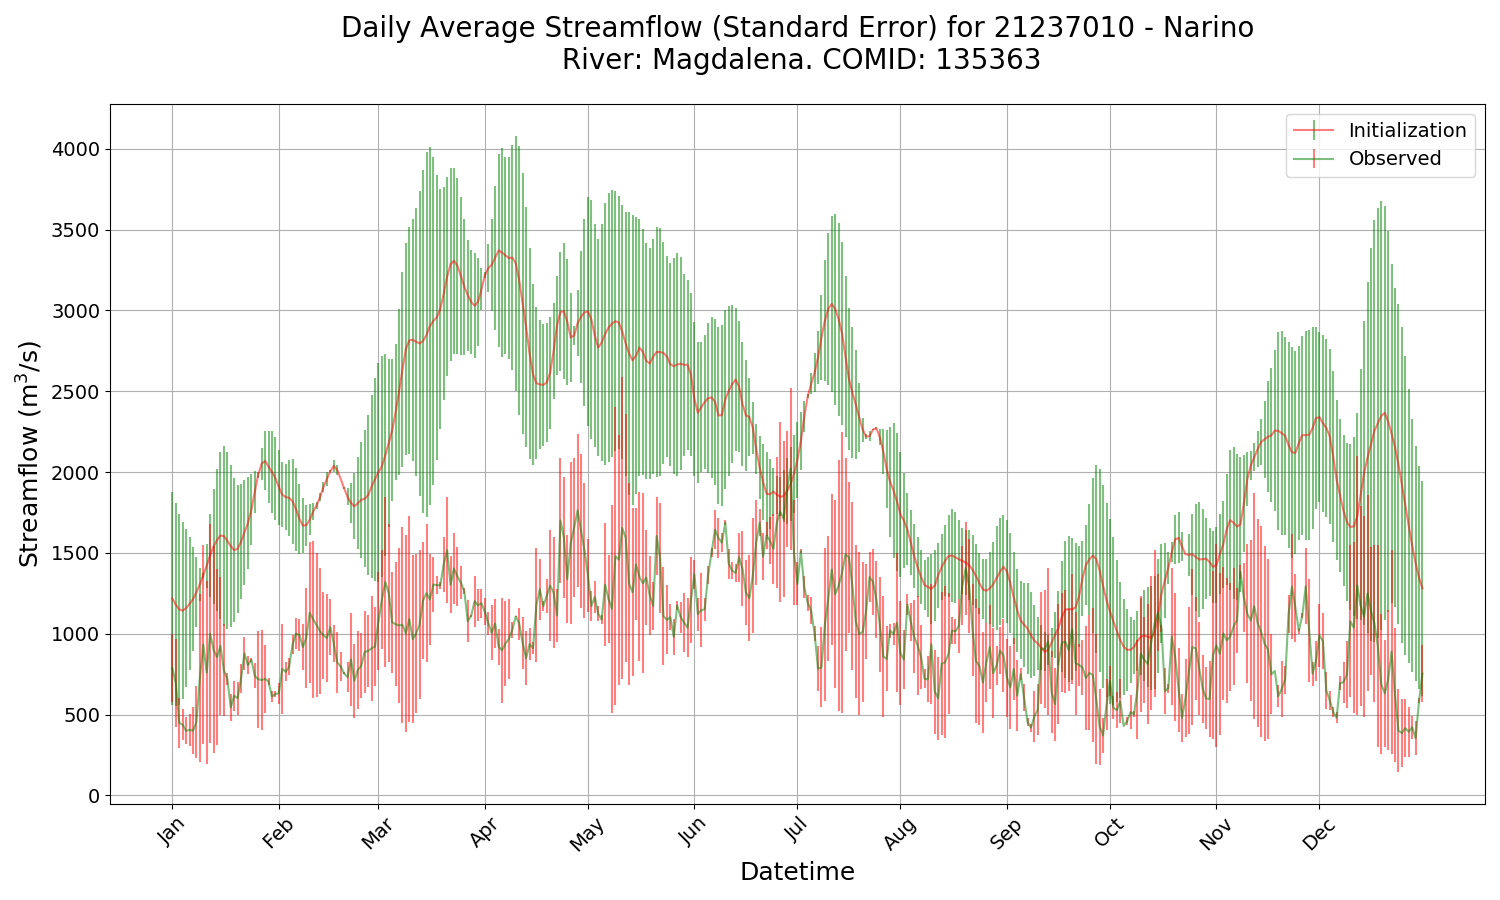 Daily Average Streamflow (Standard Error) for 21237010 - Narino
River: Magdalena. COMID: 135363
Initialization
Observed
Streamflow (m³/s)
4000
3500
3000
2500
2000
1500
1000
500
0
Jan Feb Mar Apr May Jun Jul Aug Sep Oct Nov Dec
Datetime